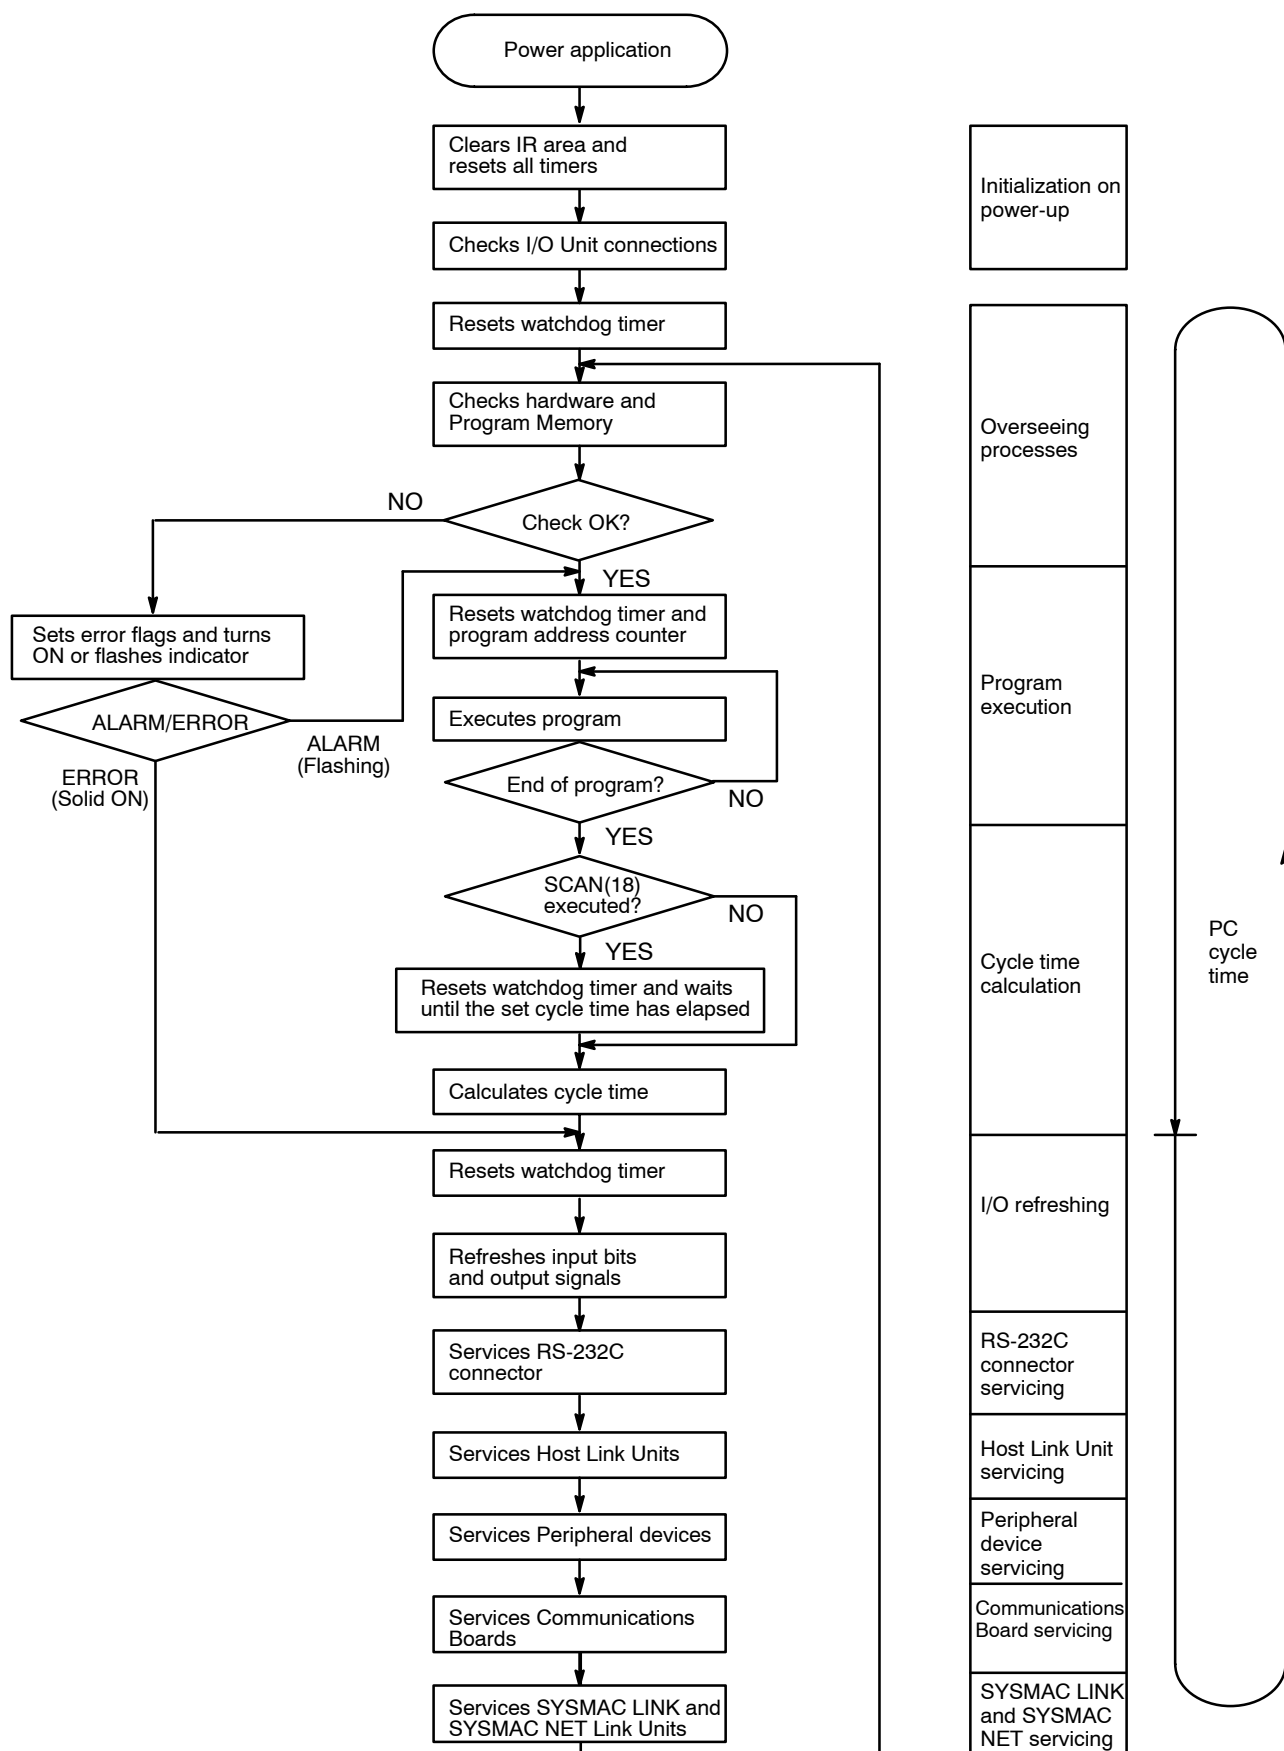 Power application
Clears IR area and
resets all timers
Initialization on
power-up
Checks I/O Unit connections
Resets watchdog timer
Checks hardware and
Program Memory
Overseeing
processes
NO
Check OK?
YES
Sets error flags and turns
ON or flashes indicator
Resets watchdog timer and
program address counter
Program
execution
ALARM/ERROR
ALARM
(Flashing)
ERROR
(Solid ON)
Executes program
End of program?
NO
YES
SCAN(18)
executed?
NO
YES
Resets watchdog timer and waits
until the set cycle time has elapsed
Cycle time
calculation
PC
cycle
time
Calculates cycle time
Resets watchdog timer
I/O refreshing
Refreshes input bits
and output signals
Services RS-232C
connector
RS-232C
connector
servicing
Services Host Link Units
Host Link Unit
servicing
Services Peripheral devices
Peripheral
device
servicing
Services Communications
Boards
Communications
Board servicing
Services SYSMAC LINK and
SYSMAC NET Link Units
SYSMAC LINK
and SYSMAC
NET servicing